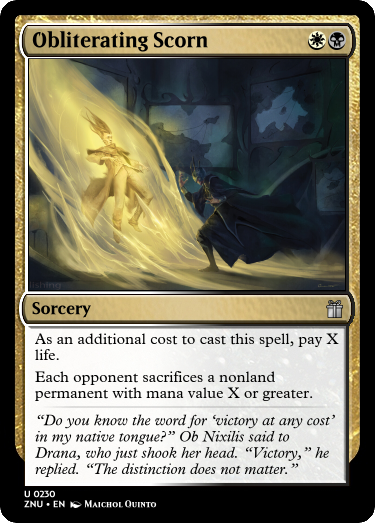 Obliterating Scorn
Sorcery
As an additional cost to cast this spell, pay X
life.
Each opponent sacrifices a nonland
permanent with mana value X or greater.
“Do you know the word for ‘victory at any cost’
in my native tongue?” Ob Nixilis said to
Drana, who just shook her head. “Victory,” he
replied. “The distinction does not matter.”
U 0230
ZNU • EN Maichol Quinto